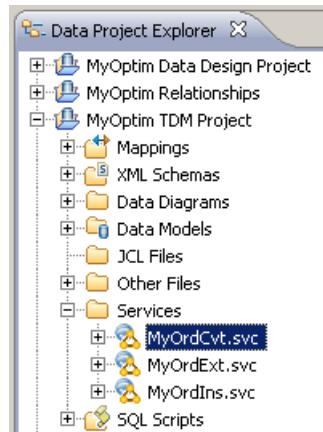 Data Project Explorer
MyOptim Data Design Project
MyOptim Relationships
MyOptim TDM Project
Mappings
XML Schemas
Data Diagrams
Data Models
JCL Files
Other Files
Services
MyOrdCvt.svc
MyOrdExt.svc
MyOrdIns.svc
SQL Scripts